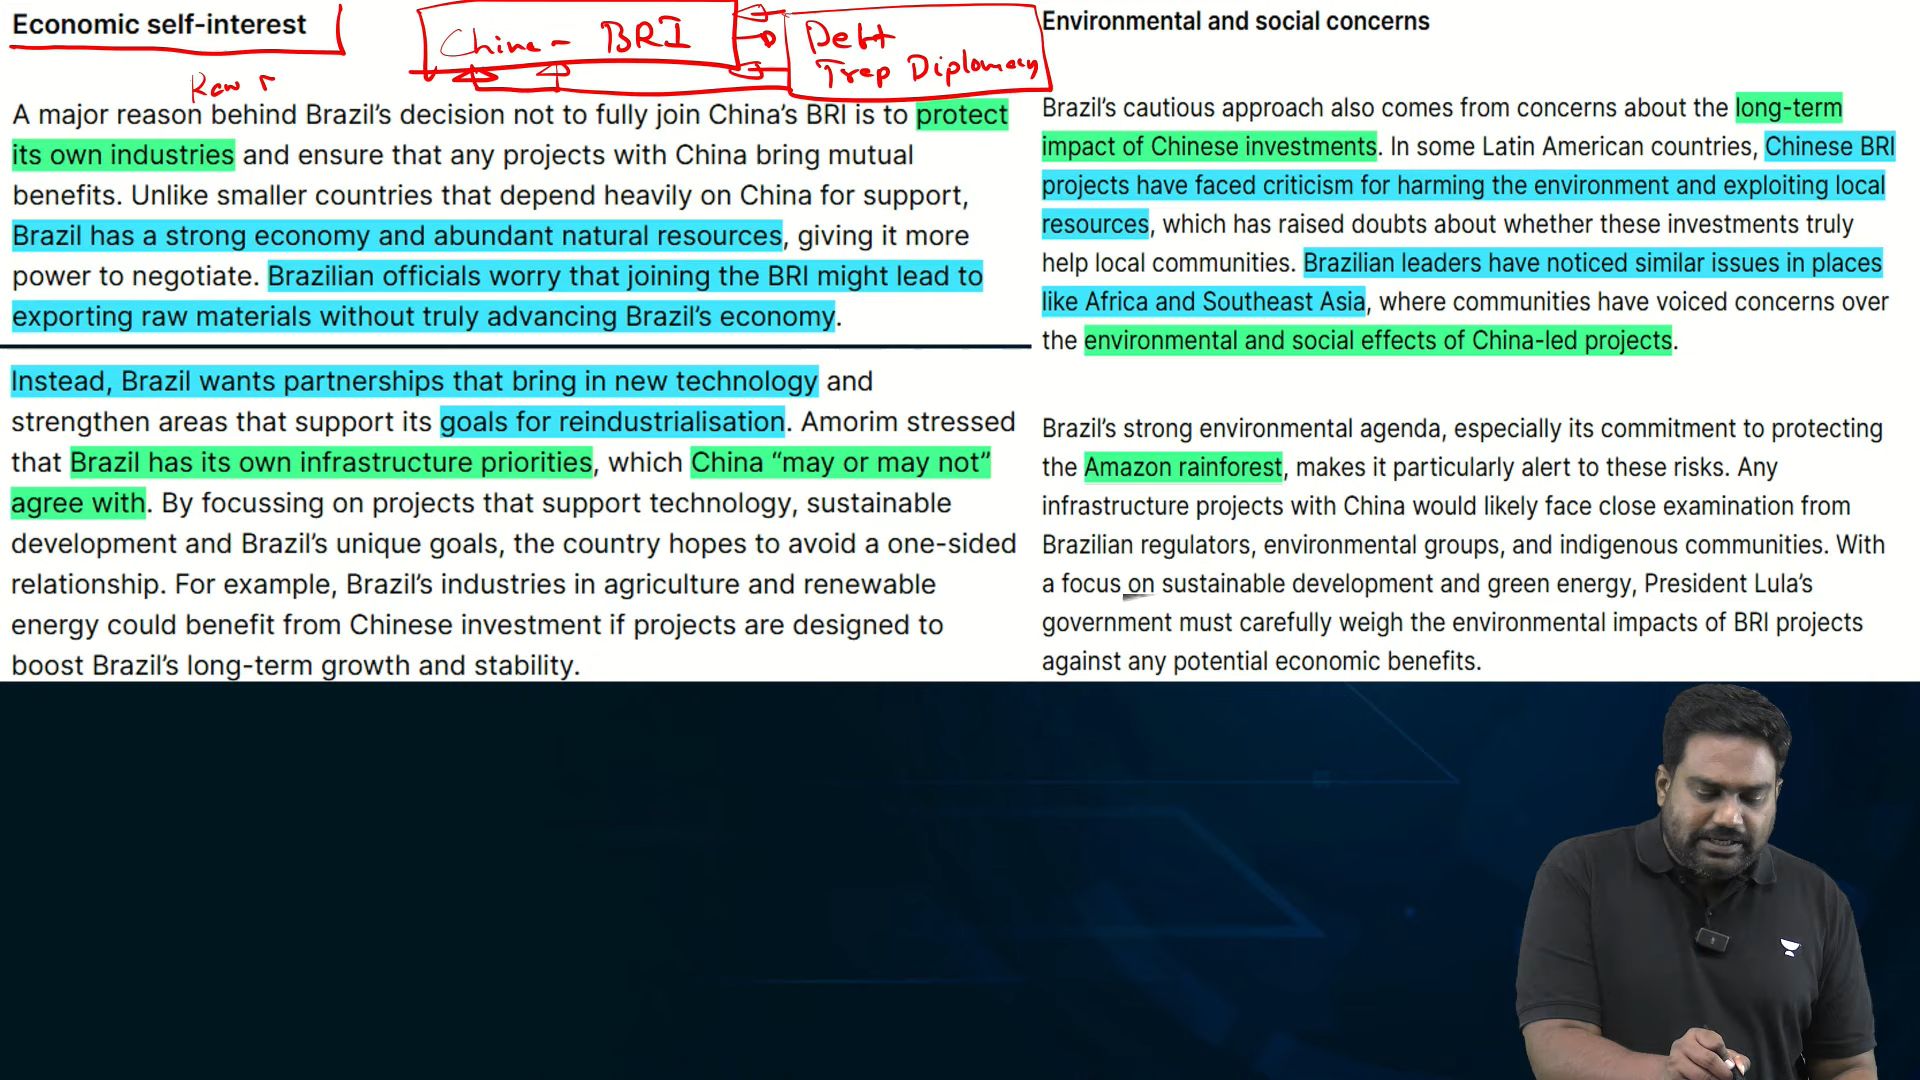 Economic self-interest
China - BRI
Debt
Trap Diplomacy
Raw
A major reason behind Brazil’s decision not to fully join China’s BRI is to protect
its own industries and ensure that any projects with China bring mutual
benefits. Unlike smaller countries that depend heavily on China for support,
Brazil has a strong economy and abundant natural resources, giving it more
power to negotiate. Brazilian officials worry that joining the BRI might lead to
exporting raw materials without truly advancing Brazil’s economy.
Instead, Brazil wants partnerships that bring in new technology and
strengthen areas that support its goals for reindustrialisation. Amorim stressed
that Brazil has its own infrastructure priorities, which China “may or may not”
agree with. By focussing on projects that support technology, sustainable
development and Brazil’s unique goals, the country hopes to avoid a one-sided
relationship. For example, Brazil’s industries in agriculture and renewable
energy could benefit from Chinese investment if projects are designed to
boost Brazil’s long-term growth and stability.
Environmental and social concerns
Brazil’s cautious approach also comes from concerns about the long-term
impact of Chinese investments. In some Latin American countries, Chinese BRI
projects have faced criticism for harming the environment and exploiting local
resources, which has raised doubts about whether these investments truly
help local communities. Brazilian leaders have noticed similar issues in places
like Africa and Southeast Asia, where communities have voiced concerns over
the environmental and social effects of China-led projects.
Brazil’s strong environmental agenda, especially its commitment to protecting
the Amazon rainforest, makes it particularly alert to these risks. Any
infrastructure projects with China would likely face close examination from
Brazilian regulators, environmental groups, and indigenous communities. With
a focus on sustainable development and green energy, President Lula’s
government must carefully weigh the environmental impacts of BRI projects
against any potential economic benefits.